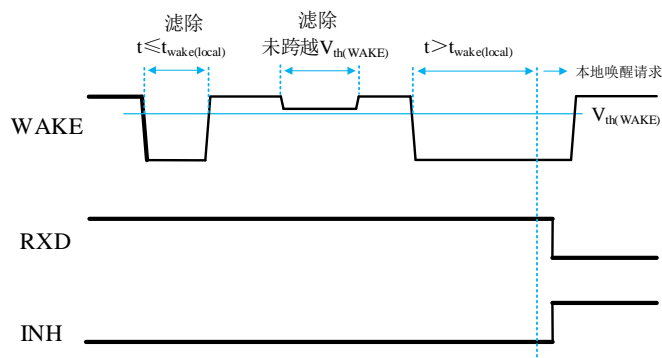 滤除
t≤twake(local)
滤除
未跨越Vth(WAKE)
t>twake(local)
本地唤醒请求
WAKE
Vth(WAKE)
RXD
INH